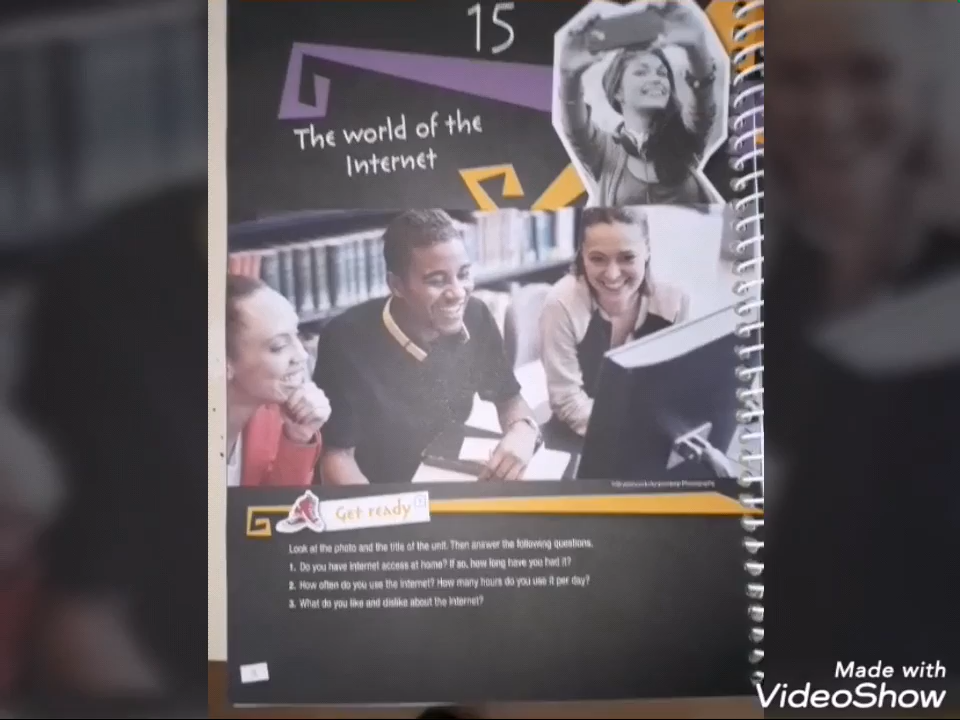 15
The world of the
Internet
Get ready
Look at the photo and the title of the unit. Then answer the following questions.
1. Do you have internet access at home? If so, how long have you had it?
2. How often do you use the internet? How many hours do you use it per day?
3. What do you like and dislike about the internet?
Made with
VideoShow